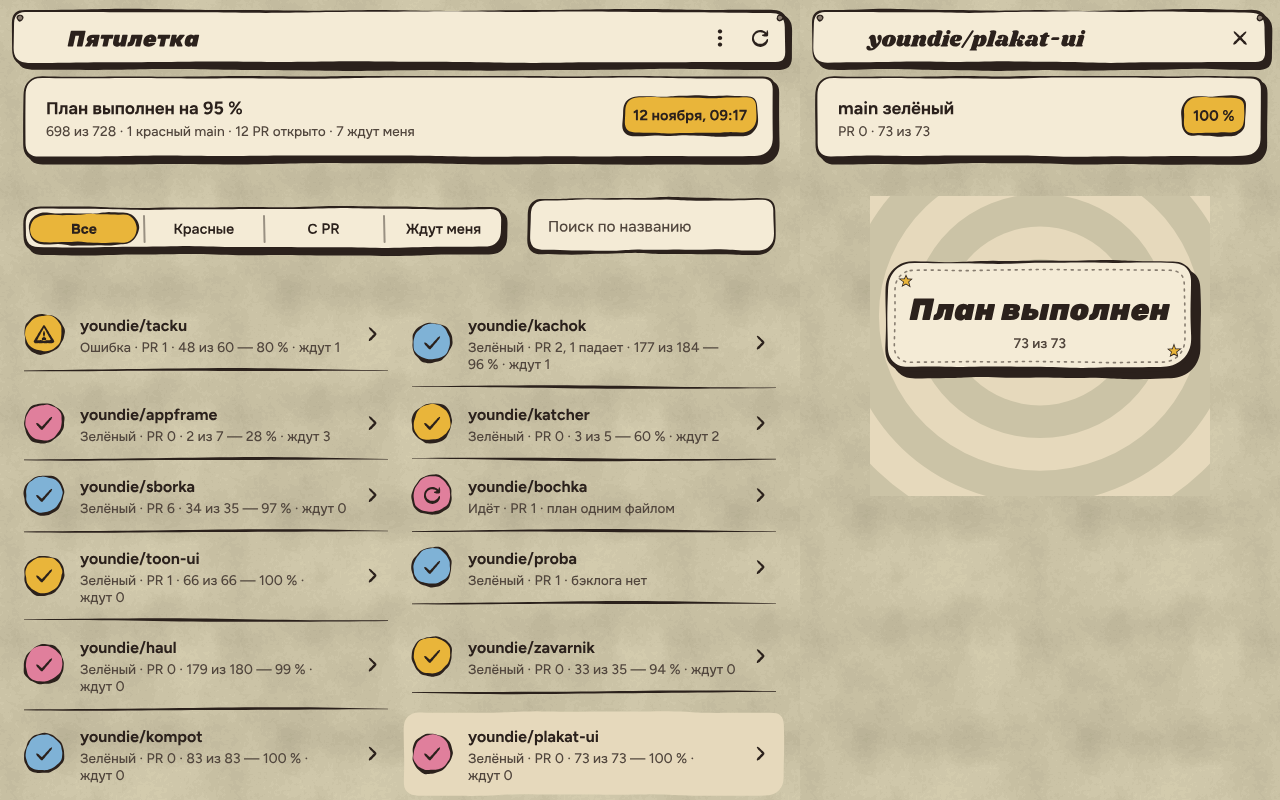 Пятилетка
План выполнен на 95 %
698 из 728 · 1 красный main · 12 PR открыто · 7 ждут меня
12 ноября, 09:17
Все
Красные
С PR
Ждут меня
Поиск по названию
youndie/tacku
Ошибка · PR 1 · 48 из 60 — 80 % · ждут 1
youndie/kachok
Зелёный · PR 2, 1 падает · 177 из 184 —
96 % · ждут 1
youndie/appframe
Зелёный · PR 0 · 2 из 7 — 28 % · ждут 3
youndie/katcher
Зелёный · PR 0 · 3 из 5 — 60 % · ждут 2
youndie/sborka
Зелёный · PR 6 · 34 из 35 — 97 % · ждут 0
youndie/bochka
Идёт · PR 1 · план одним файлом
youndie/toon-ui
Зелёный · PR 1 · 66 из 66 — 100 % ·
ждут 0
youndie/proba
Зелёный · PR 1 · бэклога нет
youndie/haul
Зелёный · PR 0 · 179 из 180 — 99 % ·
ждут 0
youndie/zavarnik
Зелёный · PR 0 · 33 из 35 — 94 % · ждут 0
youndie/kompot
Зелёный · PR 0 · 83 из 83 — 100 % ·
ждут 0
youndie/plakat-ui
Зелёный · PR 0 · 73 из 73 — 100 % ·
ждут 0
youndie/plakat-ui
main зелёный
PR 0 · 73 из 73
100 %
План выполнен
73 из 73